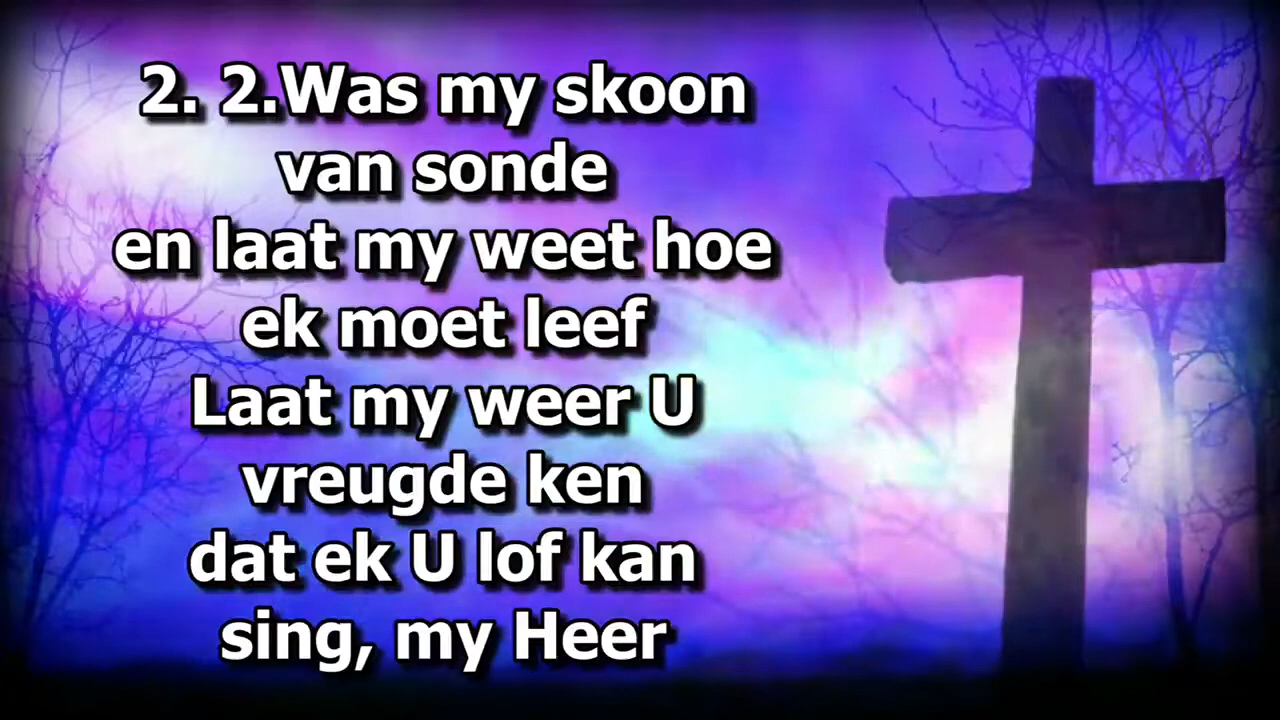 2. 2.Was my skoon
van sonde
en laat my weet hoe
ek moet leef
Laat my weer U
vreugde ken
dat ek U lof kan
sing, my Heer